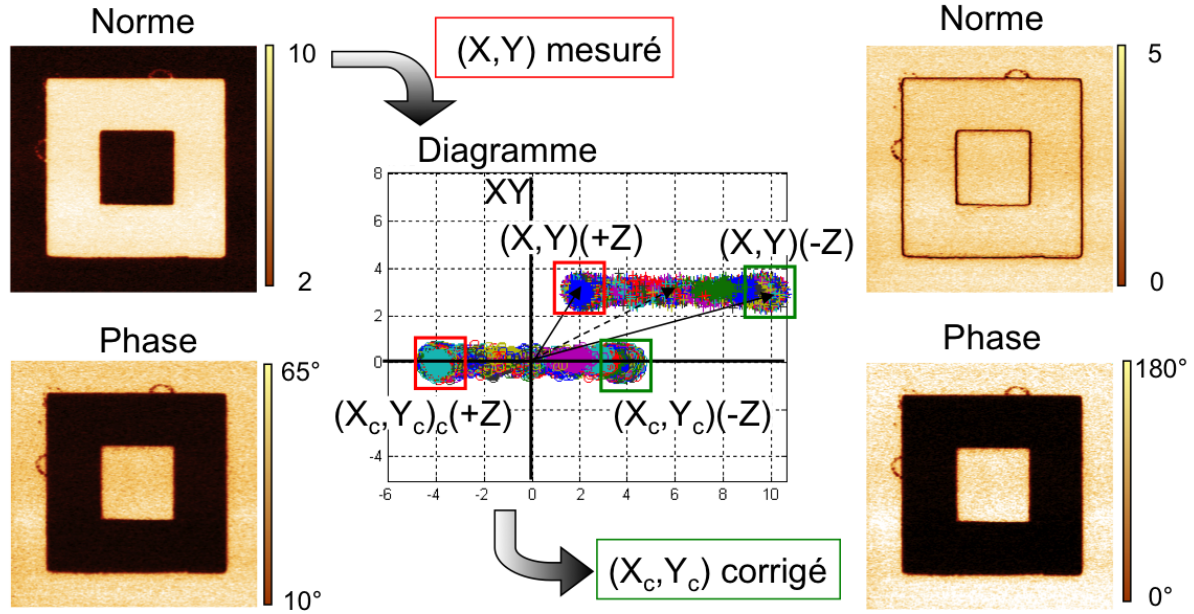 Norme
10
2
(X,Y) mesuré
Norme
5
0
Diagramme
XY
8
6
4
2
0
-2
-4
-6
-4
-2
0
2
4
6
8
10
(X,Y)(+Z)
(X,Y)(-Z)
(Xc,Yc)c(+Z)
(Xc,Yc)(-Z)
Phase
65°
10°
(Xc,Yc) corrigé
Phase
180°
0°